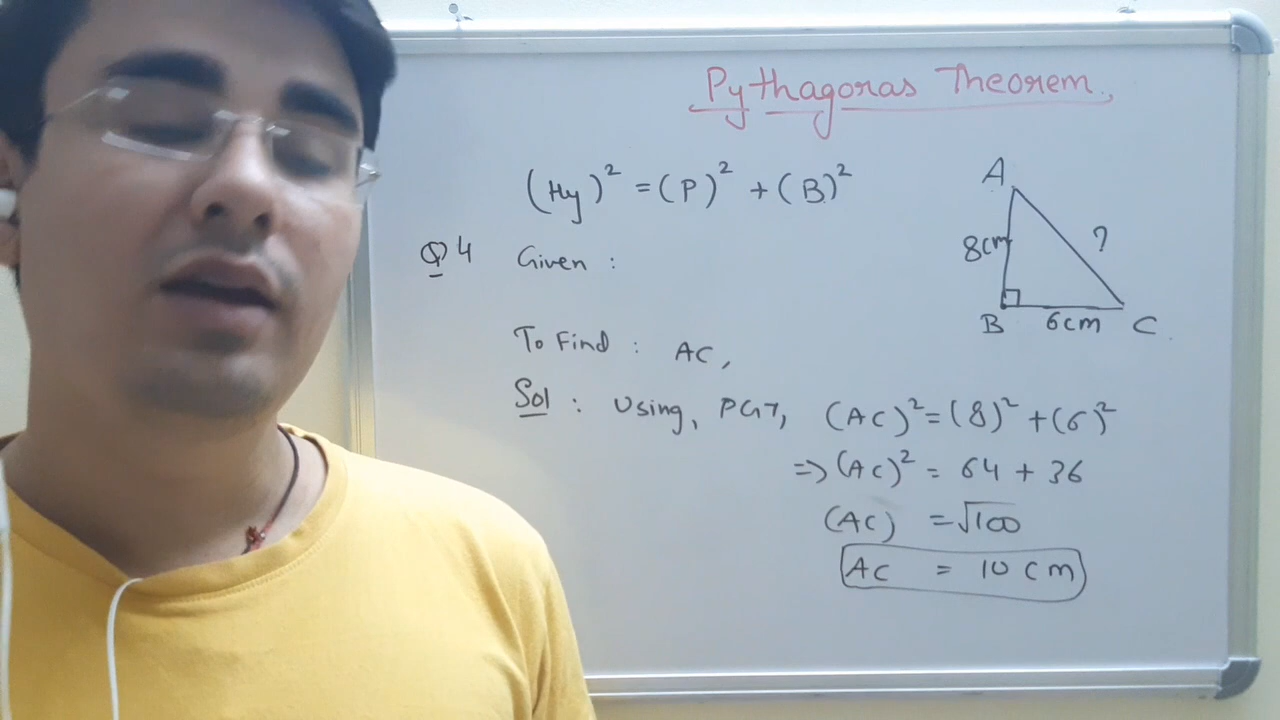 Pythagoras Theorem.
(Hy)² = (P)² + (B)²
A
8cm
?
B
6cm
C
Q 4 Given :
To Find : AC,
Sol : Using, PGT, (AC)² = (8)² + (6)²
=> (AC)² = 64 + 36
(AC) = √100
AC = 10 cm